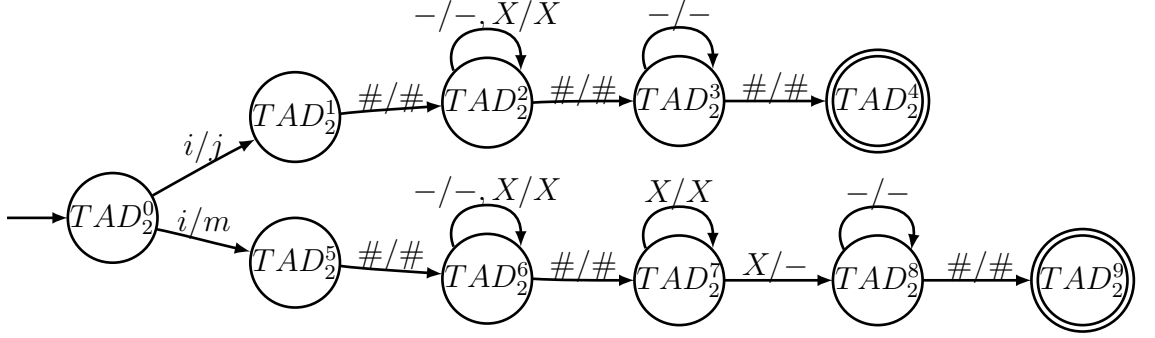 −/−, X/X −/−
TAD₂¹ #/# TAD₂² #/# TAD₂³ #/# TAD₂⁴
i/j
TAD₂⁰ i/m
−/−, X/X X/X −/−
TAD₂⁵ #/# TAD₂⁶ #/# TAD₂⁷ X/− TAD₂⁸ #/# TAD₂⁹